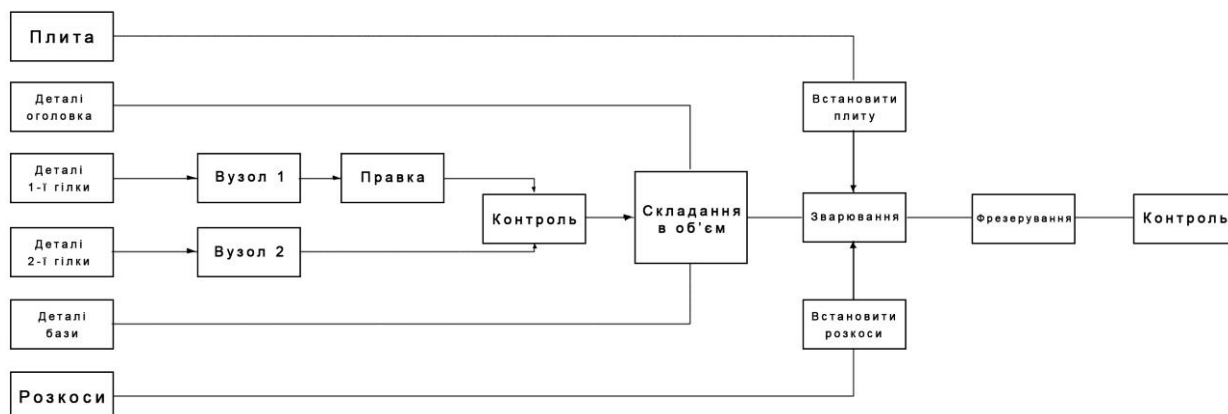 Плита
Деталі
оголовка
Встановити
плиту
Деталі
1-ї гілки
Вузол 1
Правка
Контроль
Складання
в об'єм
Зварювання
Фрезерування
Контроль
Деталі
2-ї гілки
Вузол 2
Деталі
бази
Встановити
розкоси
Розкоси